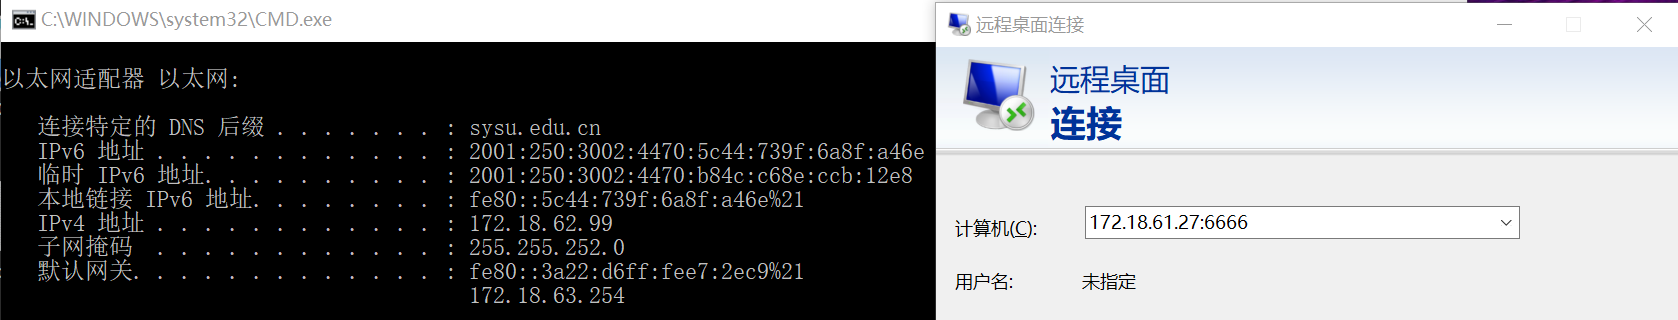 C:\WINDOWS\system32\CMD.exe
以太网适配器 以太网:
连接特定的 DNS 后缀 . . . . . . . : sysu.edu.cn
IPv6 地址 . . . . . . . . . . . . : 2001:250:3002:4470:5c44:739f:6a8f:a46e
临时 IPv6 地址. . . . . . . . . . : 2001:250:3002:4470:b84c:c68e:ccb:12e8
本地链接 IPv6 地址. . . . . . . . : fe80::5c44:739f:6a8f:a46e%21
IPv4 地址 . . . . . . . . . . . . : 172.18.62.99
子网掩码  . . . . . . . . . . . . : 255.255.252.0
默认网关. . . . . . . . . . . . . : fe80::3a22:d6ff:fee7:2ec9%21
172.18.63.254
远程桌面连接
远程桌面
连接
计算机(C): 172.18.61.27:6666
用户名: 未指定